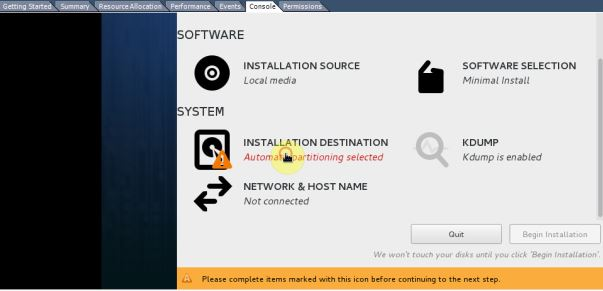 Getting Started Summary Resource Allocation Performance Events Console Permissions
SOFTWARE
INSTALLATION SOURCE
Local media
SOFTWARE SELECTION
Minimal Install
SYSTEM
INSTALLATION DESTINATION
Automatic partitioning selected
KDUMP
Kdump is enabled
NETWORK & HOST NAME
Not connected
Quit
Begin Installation
We won't touch your disks until you click 'Begin Installation'.
Please complete items marked with this icon before continuing to the next step.